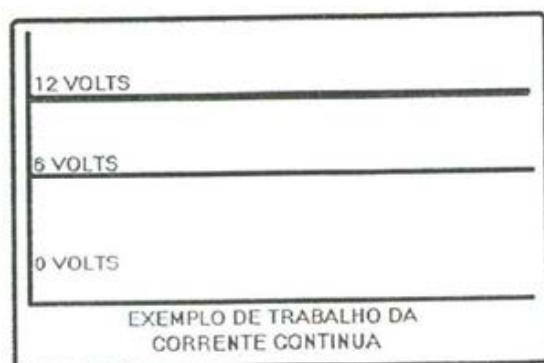 12 VOLTS
6 VOLTS
0 VOLTS
EXEMPLO DE TRABALHO DA
CORRENTE CONTINUA